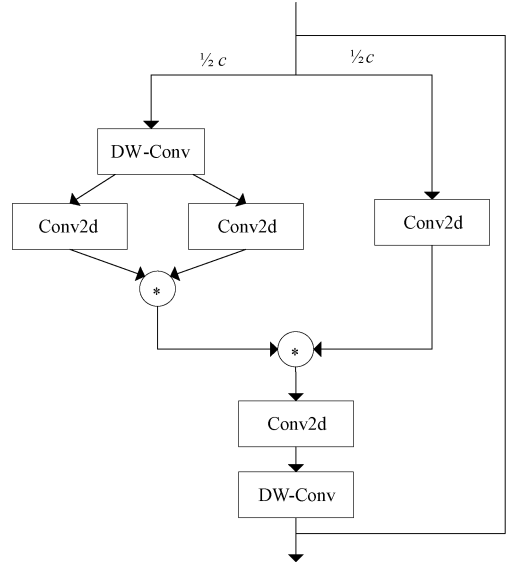 ½ c ½ c
DW-Conv
Conv2d Conv2d Conv2d
*
*
Conv2d
DW-Conv